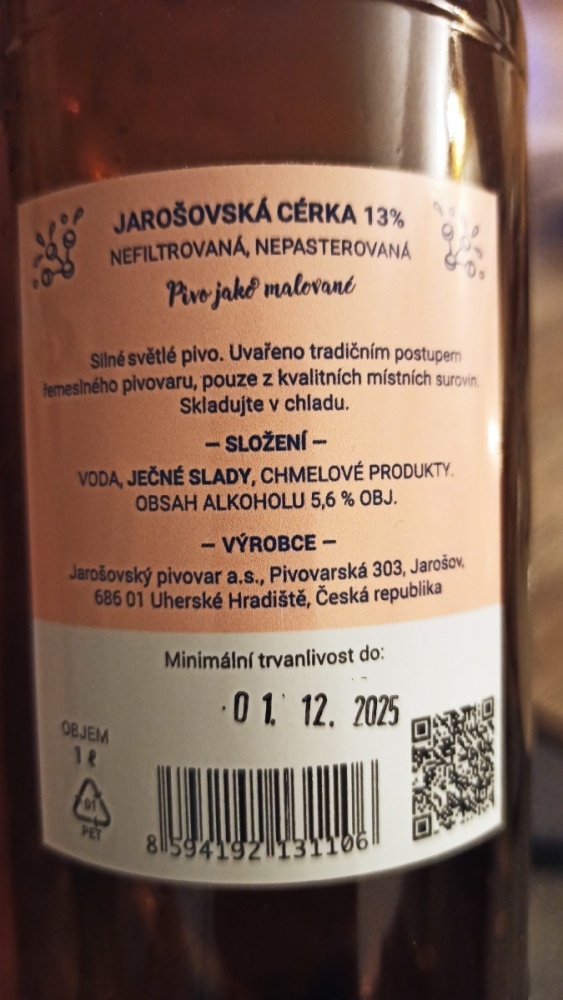 JAROŠOVSKÁ CÉRKA 13%
NEFILTROVANÁ, NEPASTEROVANÁ
Pivo jako malované
Silné světlé pivo. Uvařeno tradičním postupem
řemeslného pivovaru, pouze z kvalitních místních surovin.
Skladujte v chladu.
– SLOŽENÍ –
VODA, JEČNÉ SLADY, CHMELOVÉ PRODUKTY.
OBSAH ALKOHOLU 5,6 % OBJ.
– VÝROBCE –
Jarošovský pivovar a.s., Pivovarská 303, Jarošov,
686 01 Uherské Hradiště, Česká republika
Minimální trvanlivost do:
01. 12. 2025
OBJEM
1 ℓ
01
PET
8 594192 131106